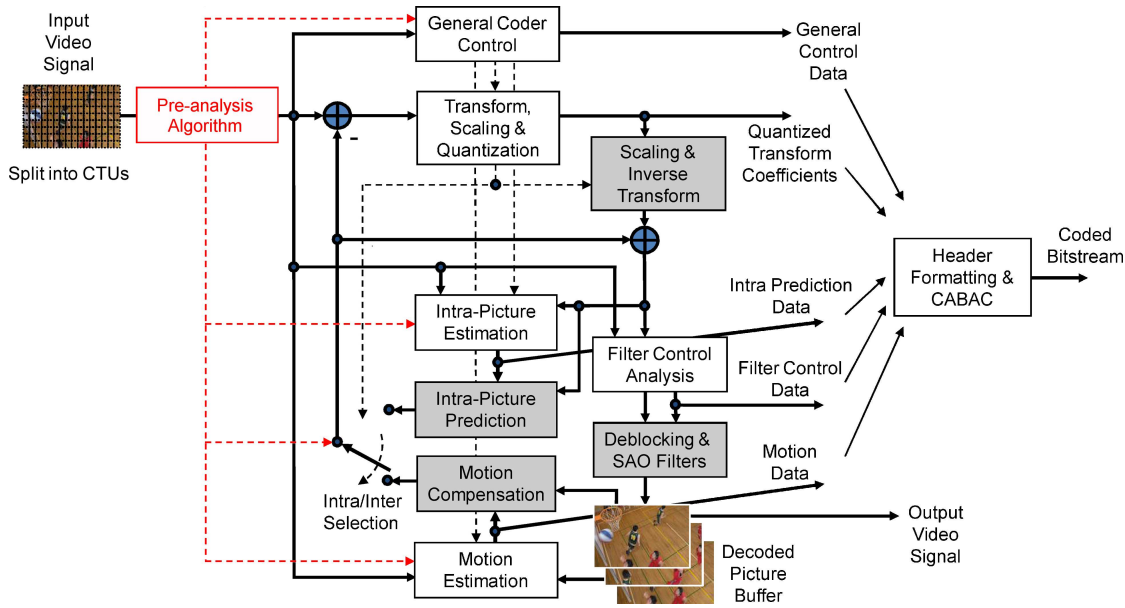 Input
Video
Signal
Split into CTUs
Pre-analysis
Algorithm
General Coder
Control
Transform,
Scaling &
Quantization
-
Scaling &
Inverse
Transform
Intra-Picture
Estimation
Intra-Picture
Prediction
Filter Control
Analysis
Deblocking &
SAO Filters
Motion
Compensation
Motion
Estimation
Intra/Inter
Selection
General
Control
Data
Quantized
Transform
Coefficients
Intra Prediction
Data
Filter Control
Data
Motion
Data
Header
Formatting &
CABAC
Coded
Bitstream
Output
Video
Signal
Decoded
Picture
Buffer